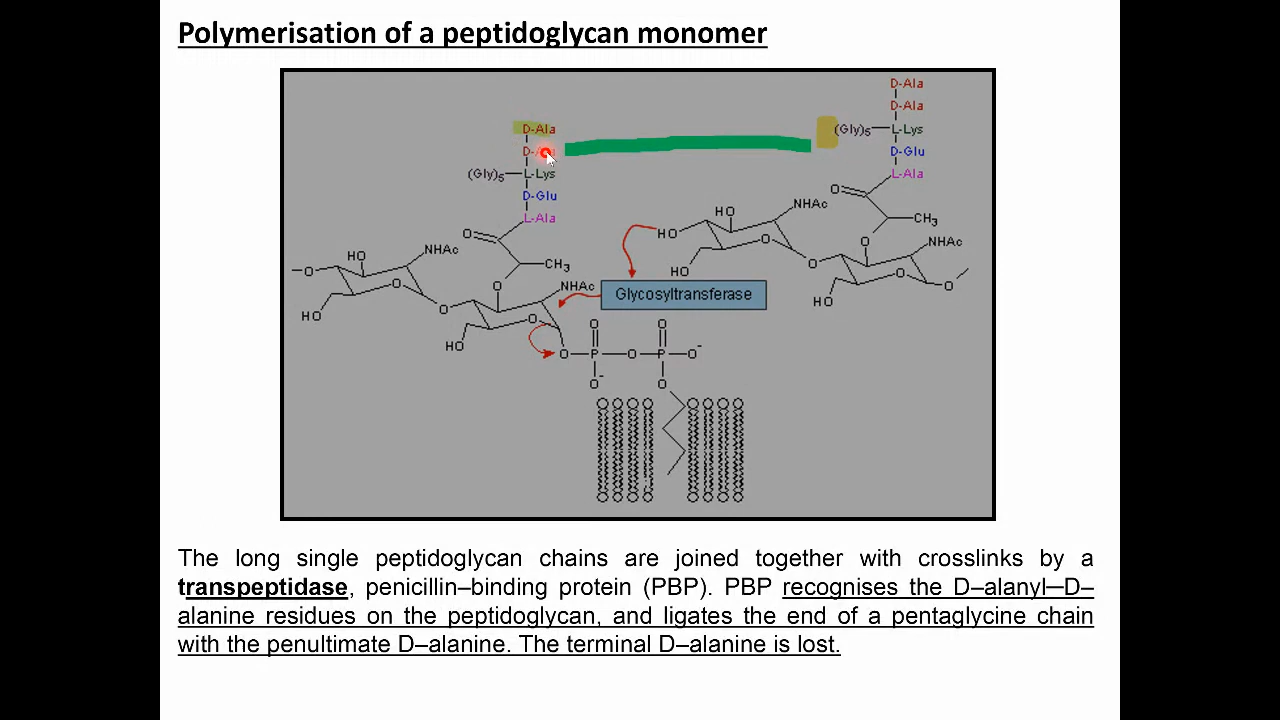 Polymerisation of a peptidoglycan monomer
D-Ala
D-Ala
(Gly)5 L-Lys
D-Glu
L-Ala
O
CH3
O
NHAc
HO
HO
O
HO
O
NHAc
O
HO
O
D-Ala
D-
(Gly)5 L-Lys
D-Glu
L-Ala
O
CH3
O
NHAc
HO
O
O
HO
O
NHAc
O
HO
Glycosyltransferase
O O
O P O P O-
O- O
The long single peptidoglycan chains are joined together with crosslinks by a
transpeptidase, penicillin–binding protein (PBP). PBP recognises the D–alanyl–D–
alanine residues on the peptidoglycan, and ligates the end of a pentaglycine chain
with the penultimate D–alanine. The terminal D–alanine is lost.